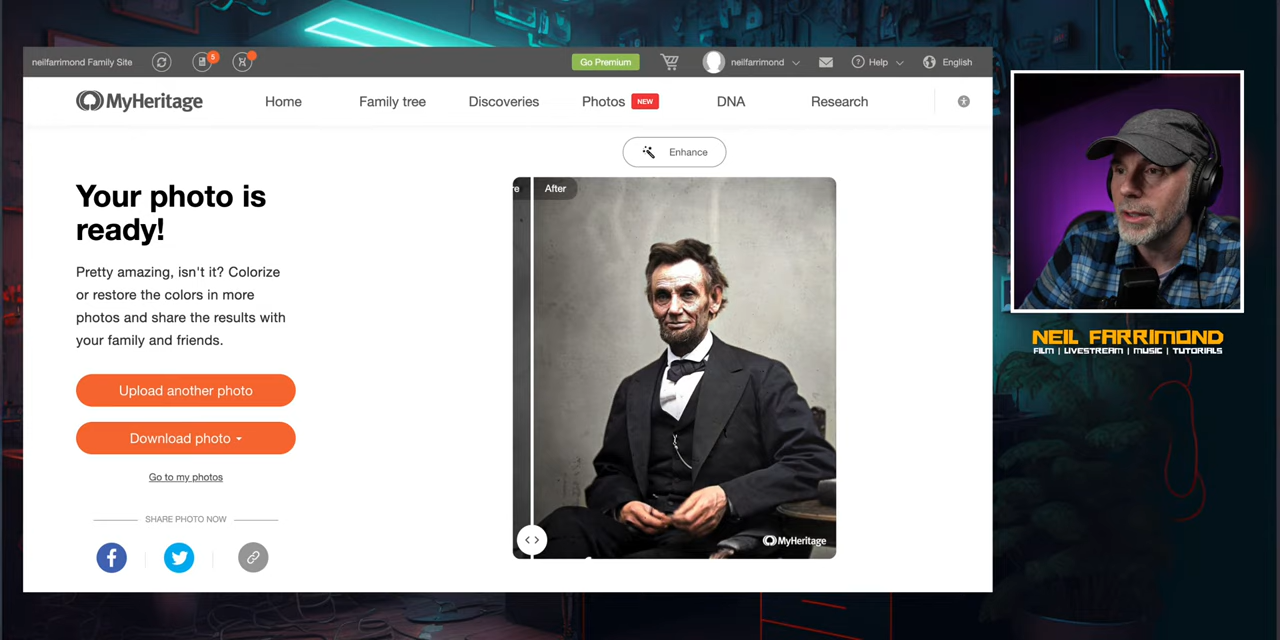 neilfarrimond Family Site
5
Go Premium
neilfarrimond
Help
English
MyHeritage
Home
Family tree
Discoveries
Photos
NEW
DNA
Research
Enhance
Your photo is
ready!
Pretty amazing, isn't it? Colorize
or restore the colors in more
photos and share the results with
your family and friends.
Upload another photo
Download photo
Go to my photos
SHARE PHOTO NOW
re
After
MyHeritage
NEIL FARRIMOND
FILM | LIVESTREAM | MUSIC | TUTORIALS